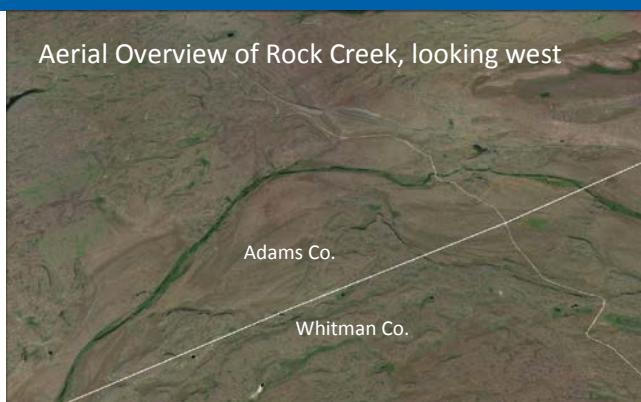 Aerial Overview of Rock Creek, looking west
Adams Co.
Whitman Co.